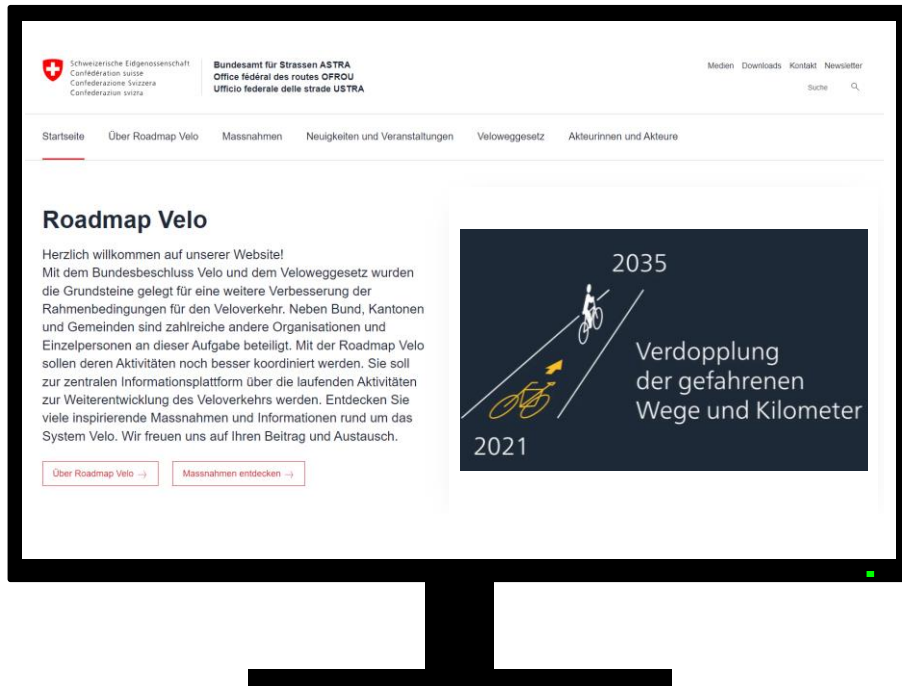 Schweizerische Eidgenossenschaft
Confédération suisse
Confederazione Svizzera
Confederaziun svizra
Bundesamt für Strassen ASTRA
Office fédéral des routes OFROU
Ufficio federale delle strade USTRA
Medien Downloads Kontakt Newsletter
Suche
Startseite Über Roadmap Velo Massnahmen Neuigkeiten und Veranstaltungen Veloweggesetz Akteurinnen und Akteure
Roadmap Velo
Herzlich willkommen auf unserer Website!
Mit dem Bundesbeschluss Velo und dem Veloweggesetz wurden
die Grundsteine gelegt für eine weitere Verbesserung der
Rahmenbedingungen für den Veloverkehr. Neben Bund, Kantonen
und Gemeinden sind zahlreiche andere Organisationen und
Einzelpersonen an dieser Aufgabe beteiligt. Mit der Roadmap Velo
sollen deren Aktivitäten noch besser koordiniert werden. Sie soll
zur zentralen Informationsplattform über die laufenden Aktivitäten
zur Weiterentwicklung des Veloverkehrs werden. Entdecken Sie
viele inspirierende Massnahmen und Informationen rund um das
System Velo. Wir freuen uns auf Ihren Beitrag und Austausch.
Über Roadmap Velo →
Massnahmen entdecken →
2035
Verdopplung
der gefahrenen
Wege und Kilometer
2021